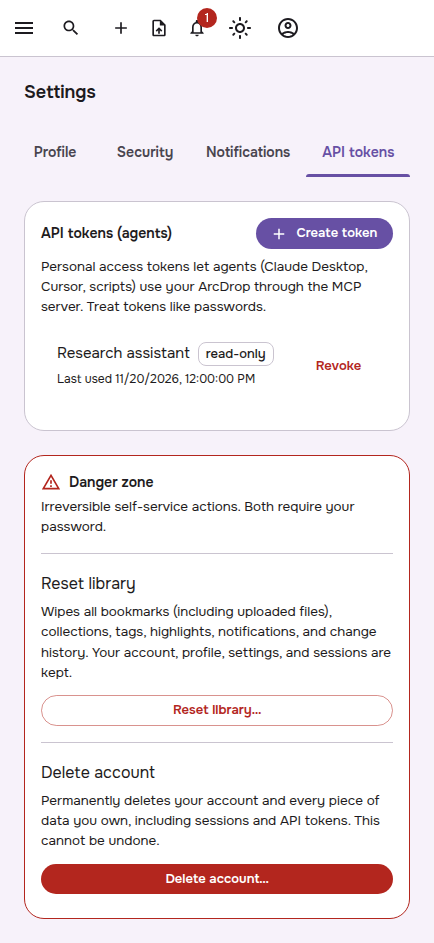 1
Settings
Profile
Security
Notifications
API tokens
API tokens (agents)
Create token
Personal access tokens let agents (Claude Desktop,
Cursor, scripts) use your ArcDrop through the MCP
server. Treat tokens like passwords.
Research assistant
read-only
Last used 11/20/2026, 12:00:00 PM
Revoke
Danger zone
Irreversible self-service actions. Both require your
password.
Reset library
Wipes all bookmarks (including uploaded files),
collections, tags, highlights, notifications, and change
history. Your account, profile, settings, and sessions are
kept.
Reset library...
Delete account
Permanently deletes your account and every piece of
data you own, including sessions and API tokens. This
cannot be undone.
Delete account...